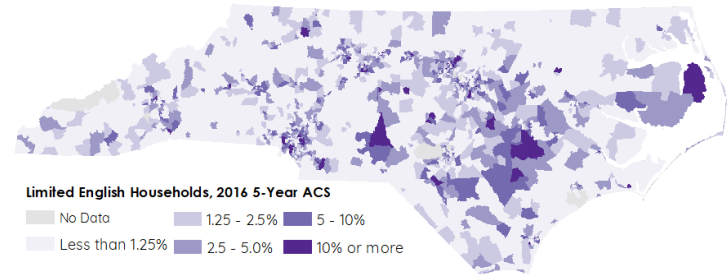 Limited English Households, 2016 5-Year ACS
No Data
1.25 - 2.5%
5 - 10%
Less than 1.25%
2.5 - 5.0%
10% or more